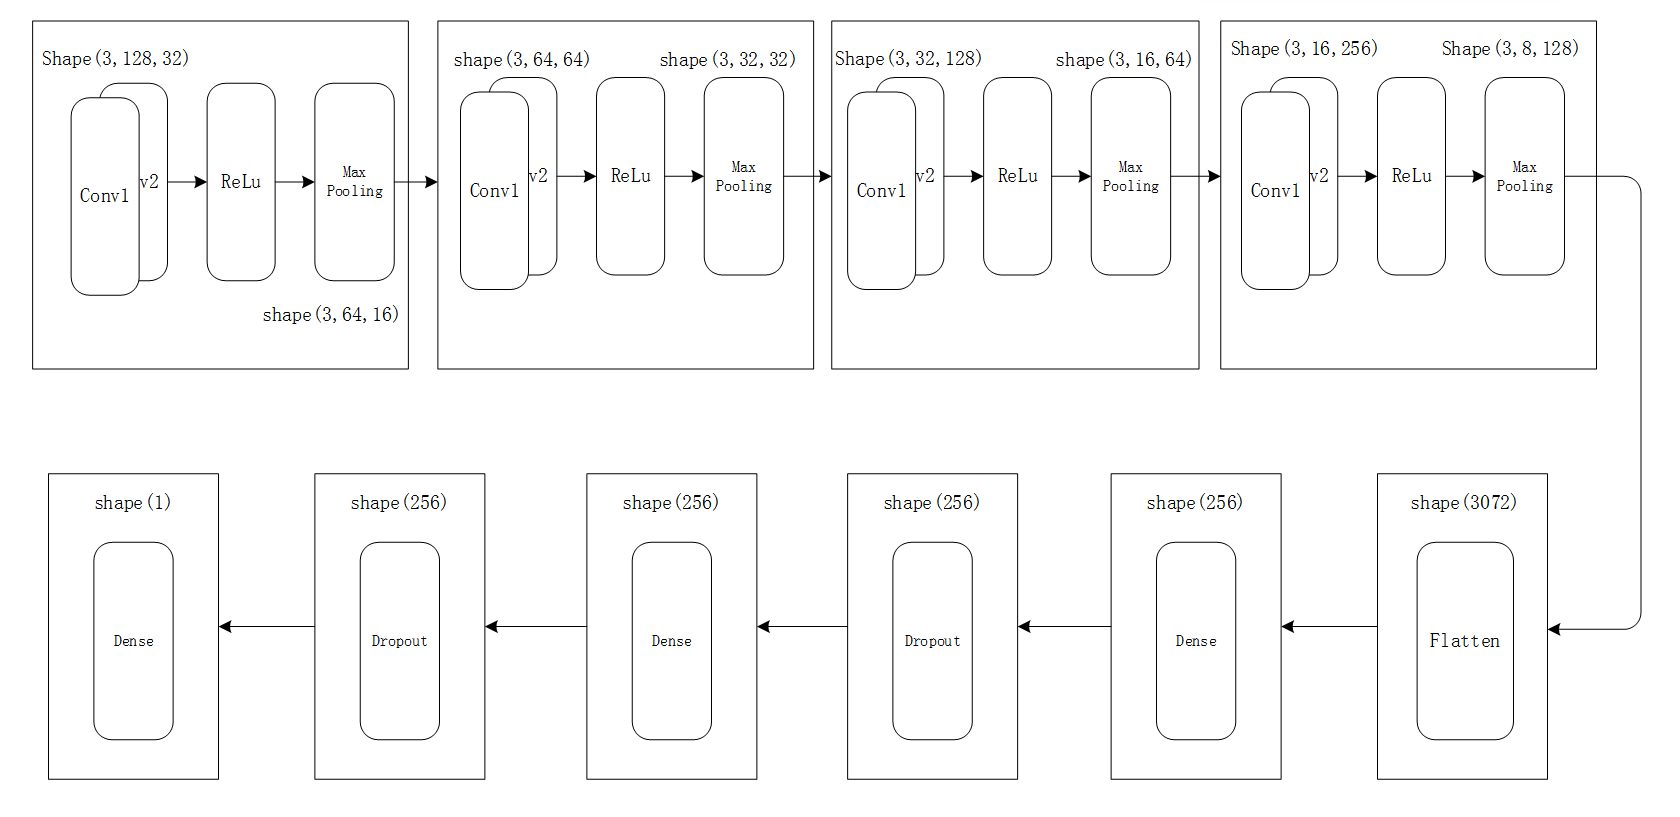 Shape(3,128,32)
Conv1
v2
ReLu
Max
Pooling
shape(3,64,16)
shape(3,64,64)
shape(3,32,32)
Conv1
v2
ReLu
Max
Pooling
Shape(3,32,128)
shape(3,16,64)
Conv1
v2
ReLu
Max
Pooling
Shape(3,16,256)
Shape(3,8,128)
Conv1
v2
ReLu
Max
Pooling
shape(3072)
Flatten
shape(256)
Dense
shape(256)
Dropout
shape(256)
Dense
shape(256)
Dropout
shape(1)
Dense